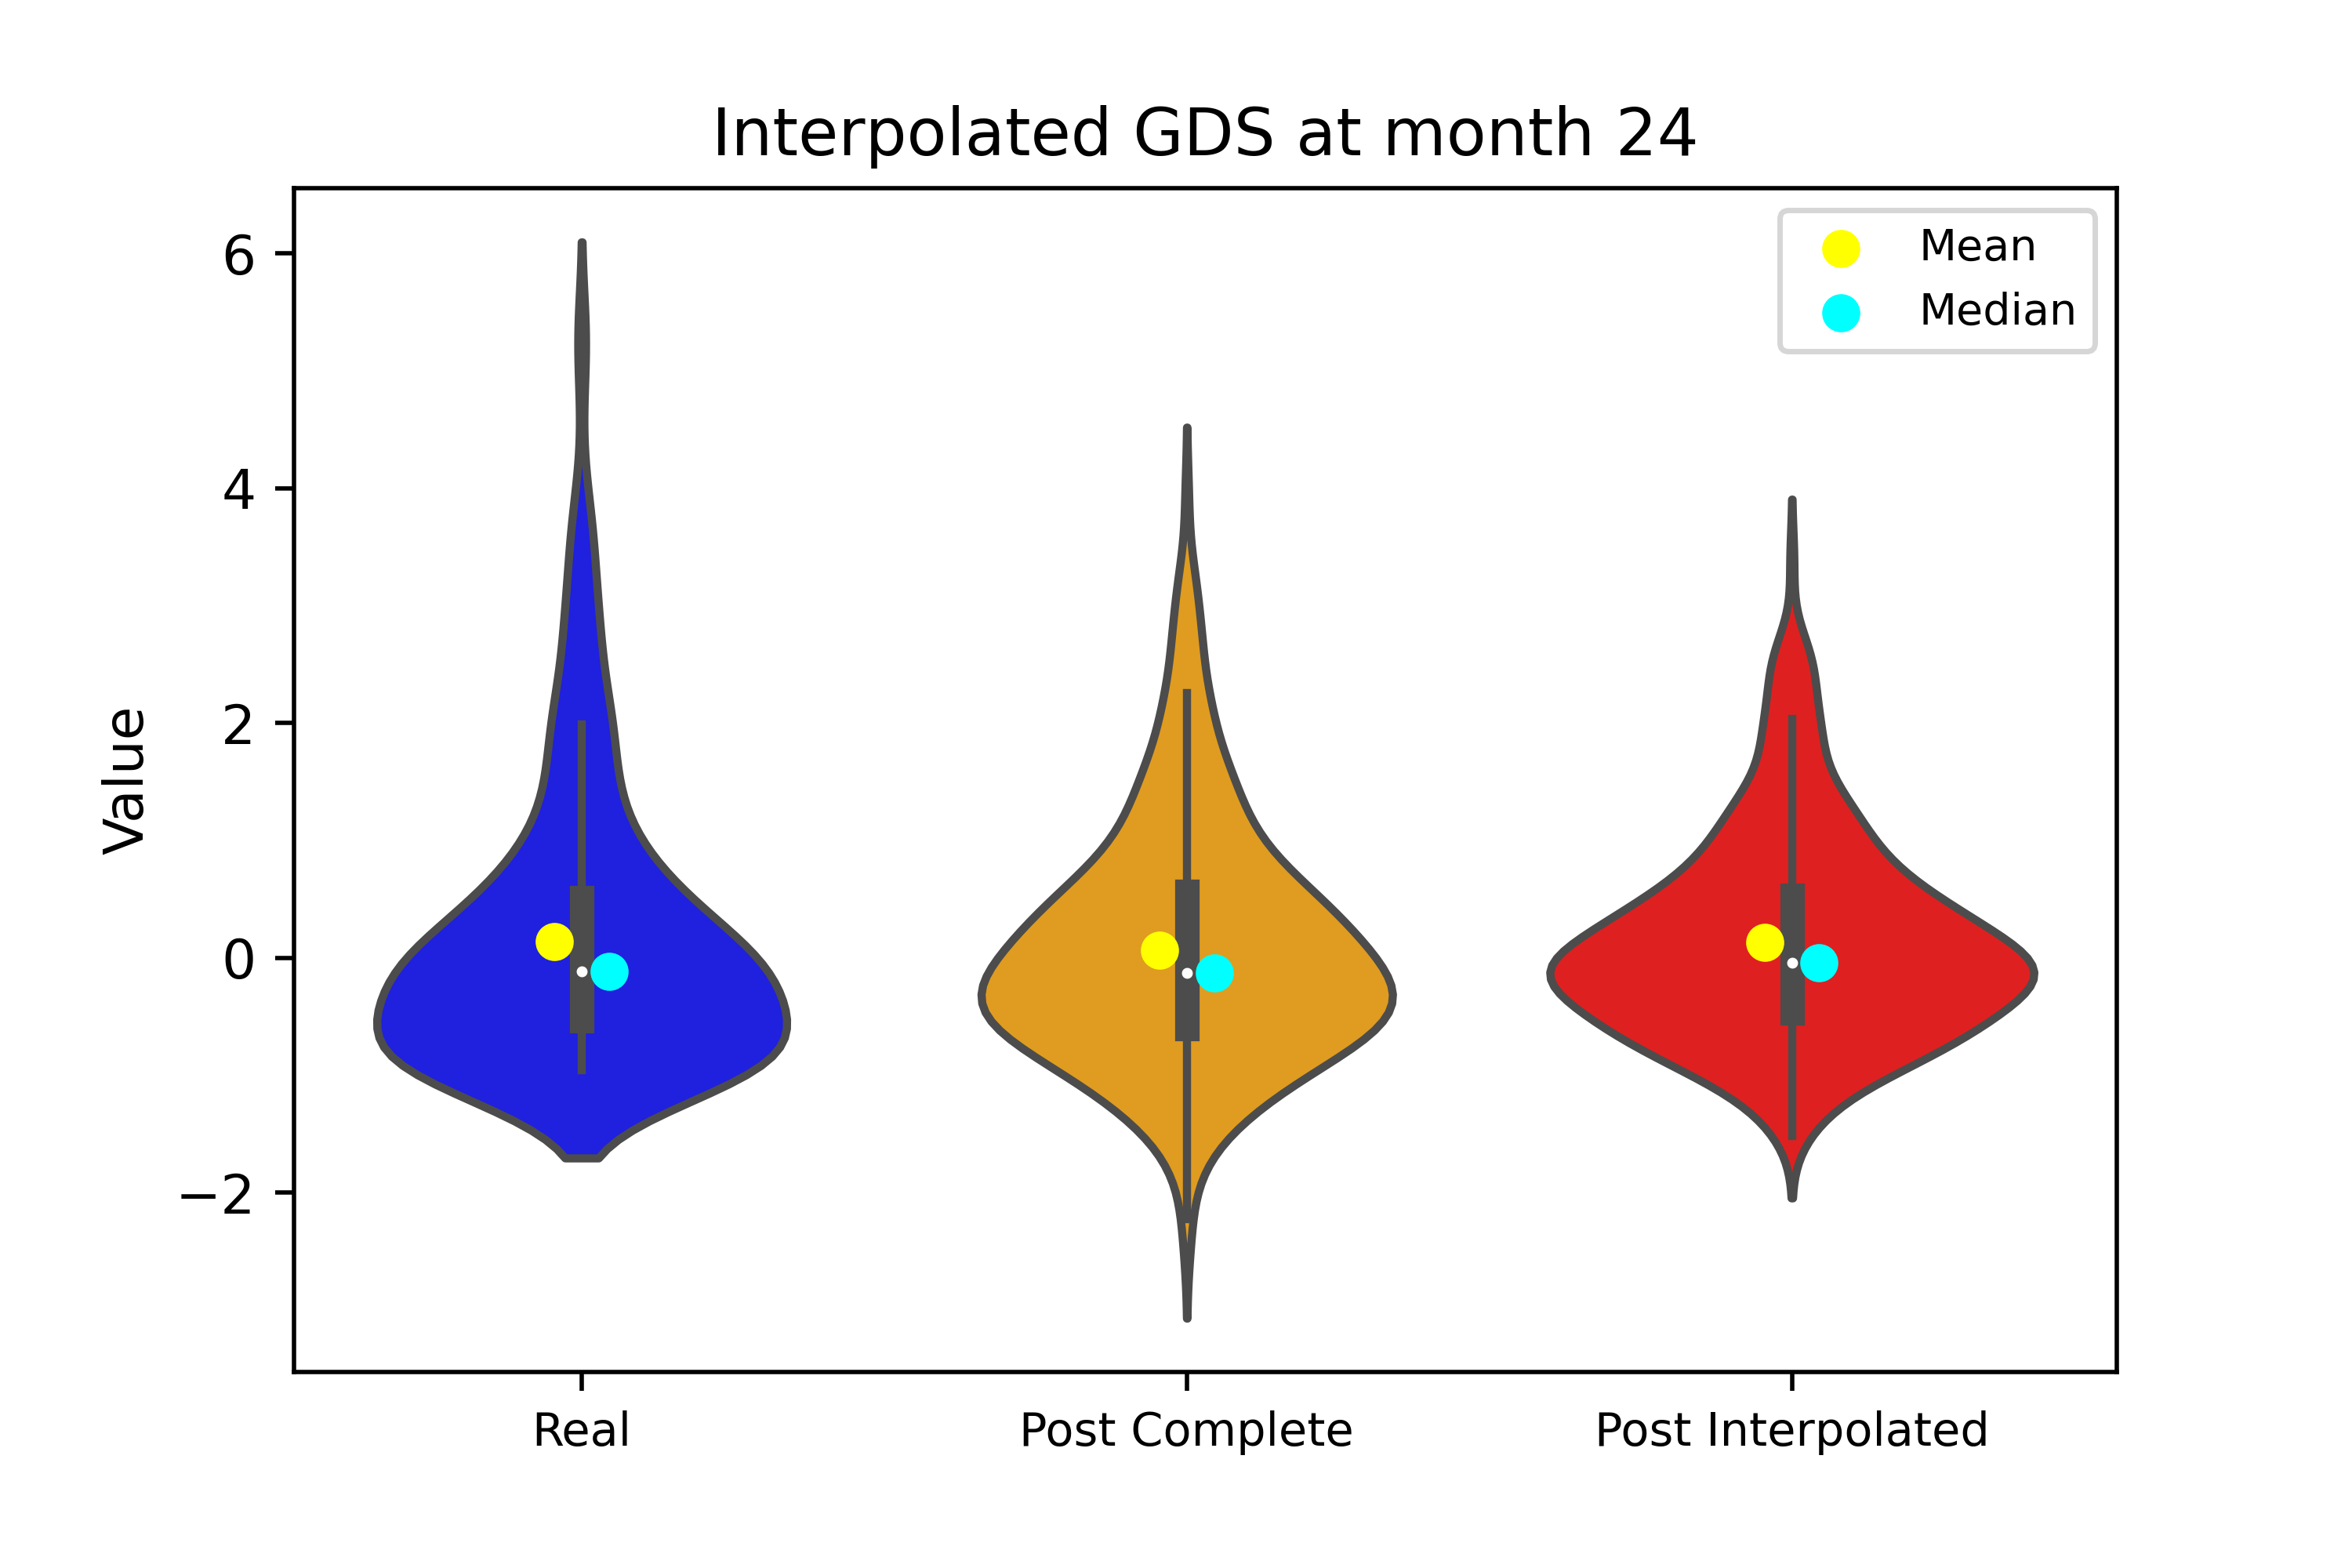 Interpolated GDS at month 24
Mean
Median
6
4
2
0
−2
Value
Real
Post Complete
Post Interpolated